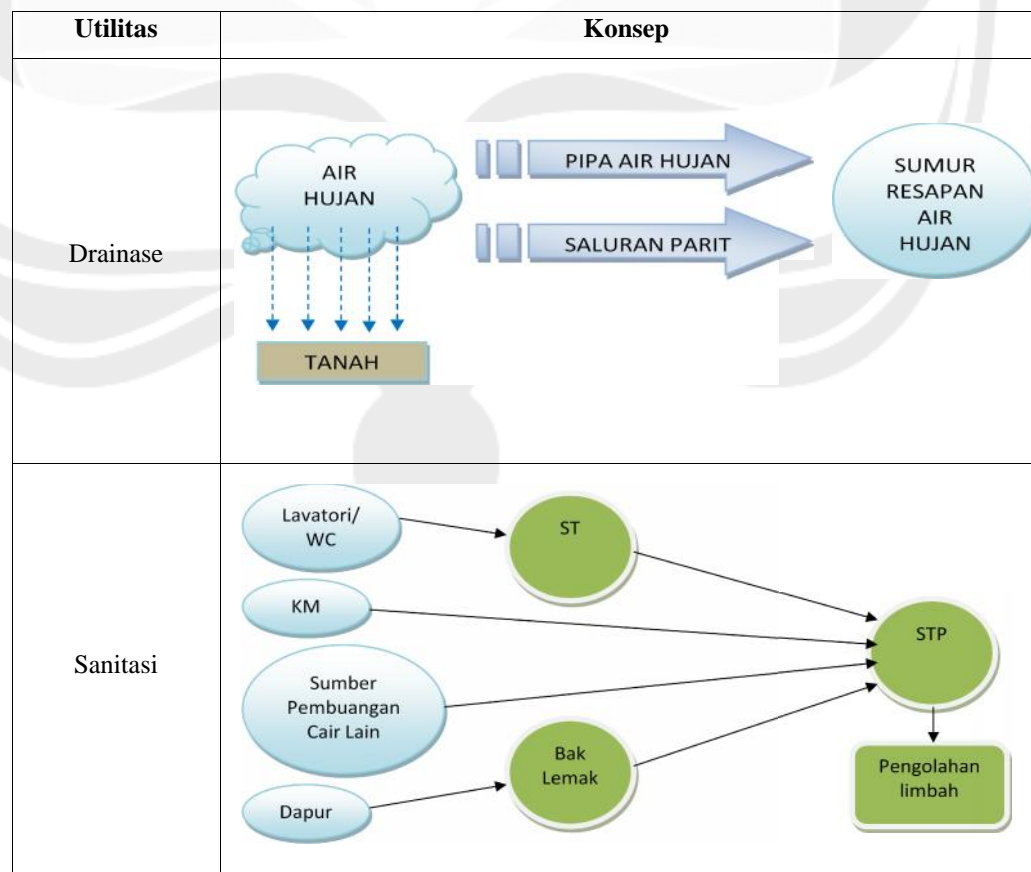 Utilitas
Konsep
Drainase
AIR
HUJAN
PIPA AIR HUJAN
SALURAN PARIT
SUMUR
RESAPAN
AIR
HUJAN
TANAH
Sanitasi
Lavatori/
WC
ST
KM
STP
Sumber
Pembuangan
Cair Lain
Bak
Lemak
Pengolahan
limbah
Dapur